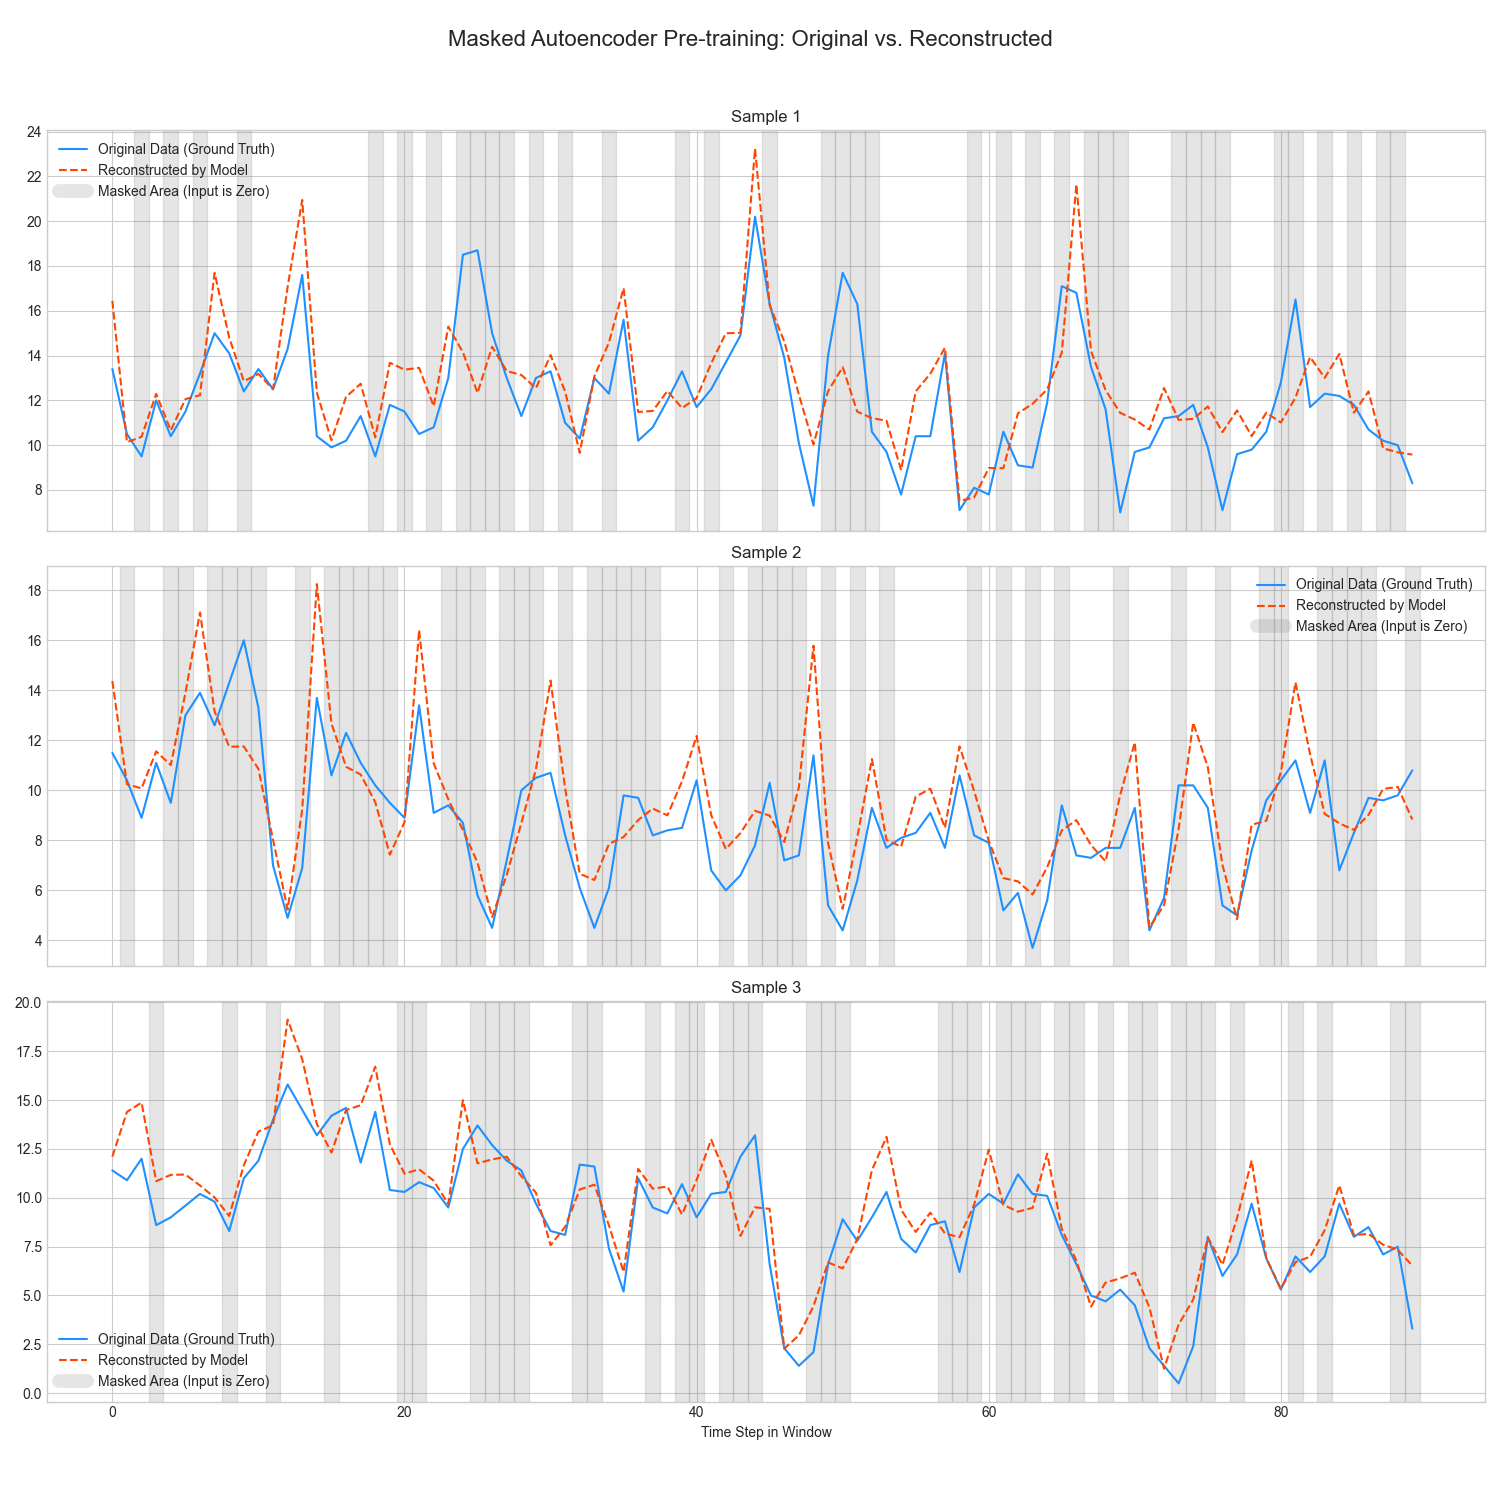 Masked Autoencoder Pre-training: Original vs. Reconstructed
Sample 1
24
22
20
18
16
14
12
10
8
Original Data (Ground Truth)
Reconstructed by Model
Masked Area (Input is Zero)
Sample 2
18
16
14
12
10
8
6
4
Original Data (Ground Truth)
Reconstructed by Model
Masked Area (Input is Zero)
Sample 3
20.0
17.5
15.0
12.5
10.0
7.5
5.0
2.5
0.0
Original Data (Ground Truth)
Reconstructed by Model
Masked Area (Input is Zero)
0 20 40 60 80
Time Step in Window